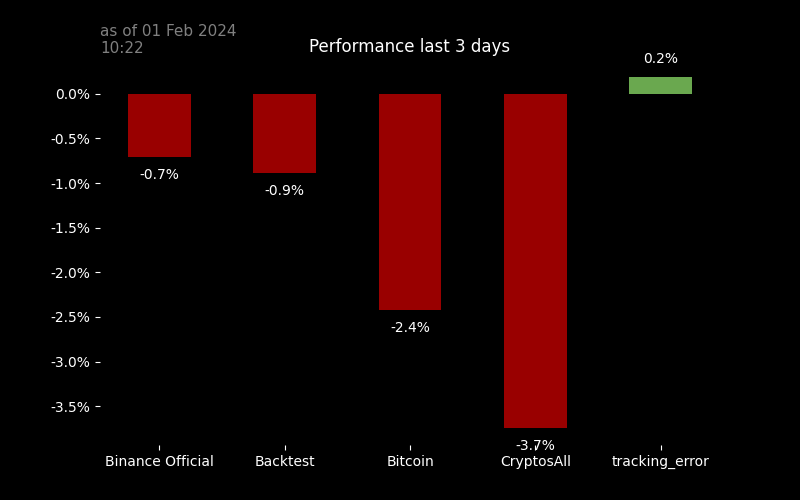 as of 01 Feb 2024
10:22
Performance last 3 days
0.2%
0.0%
-0.5%
-1.0%
-1.5%
-2.0%
-2.5%
-3.0%
-3.5%
-0.7%
-0.9%
-2.4%
-3.7%
Binance Official
Backtest
Bitcoin
CryptosAll
tracking_error